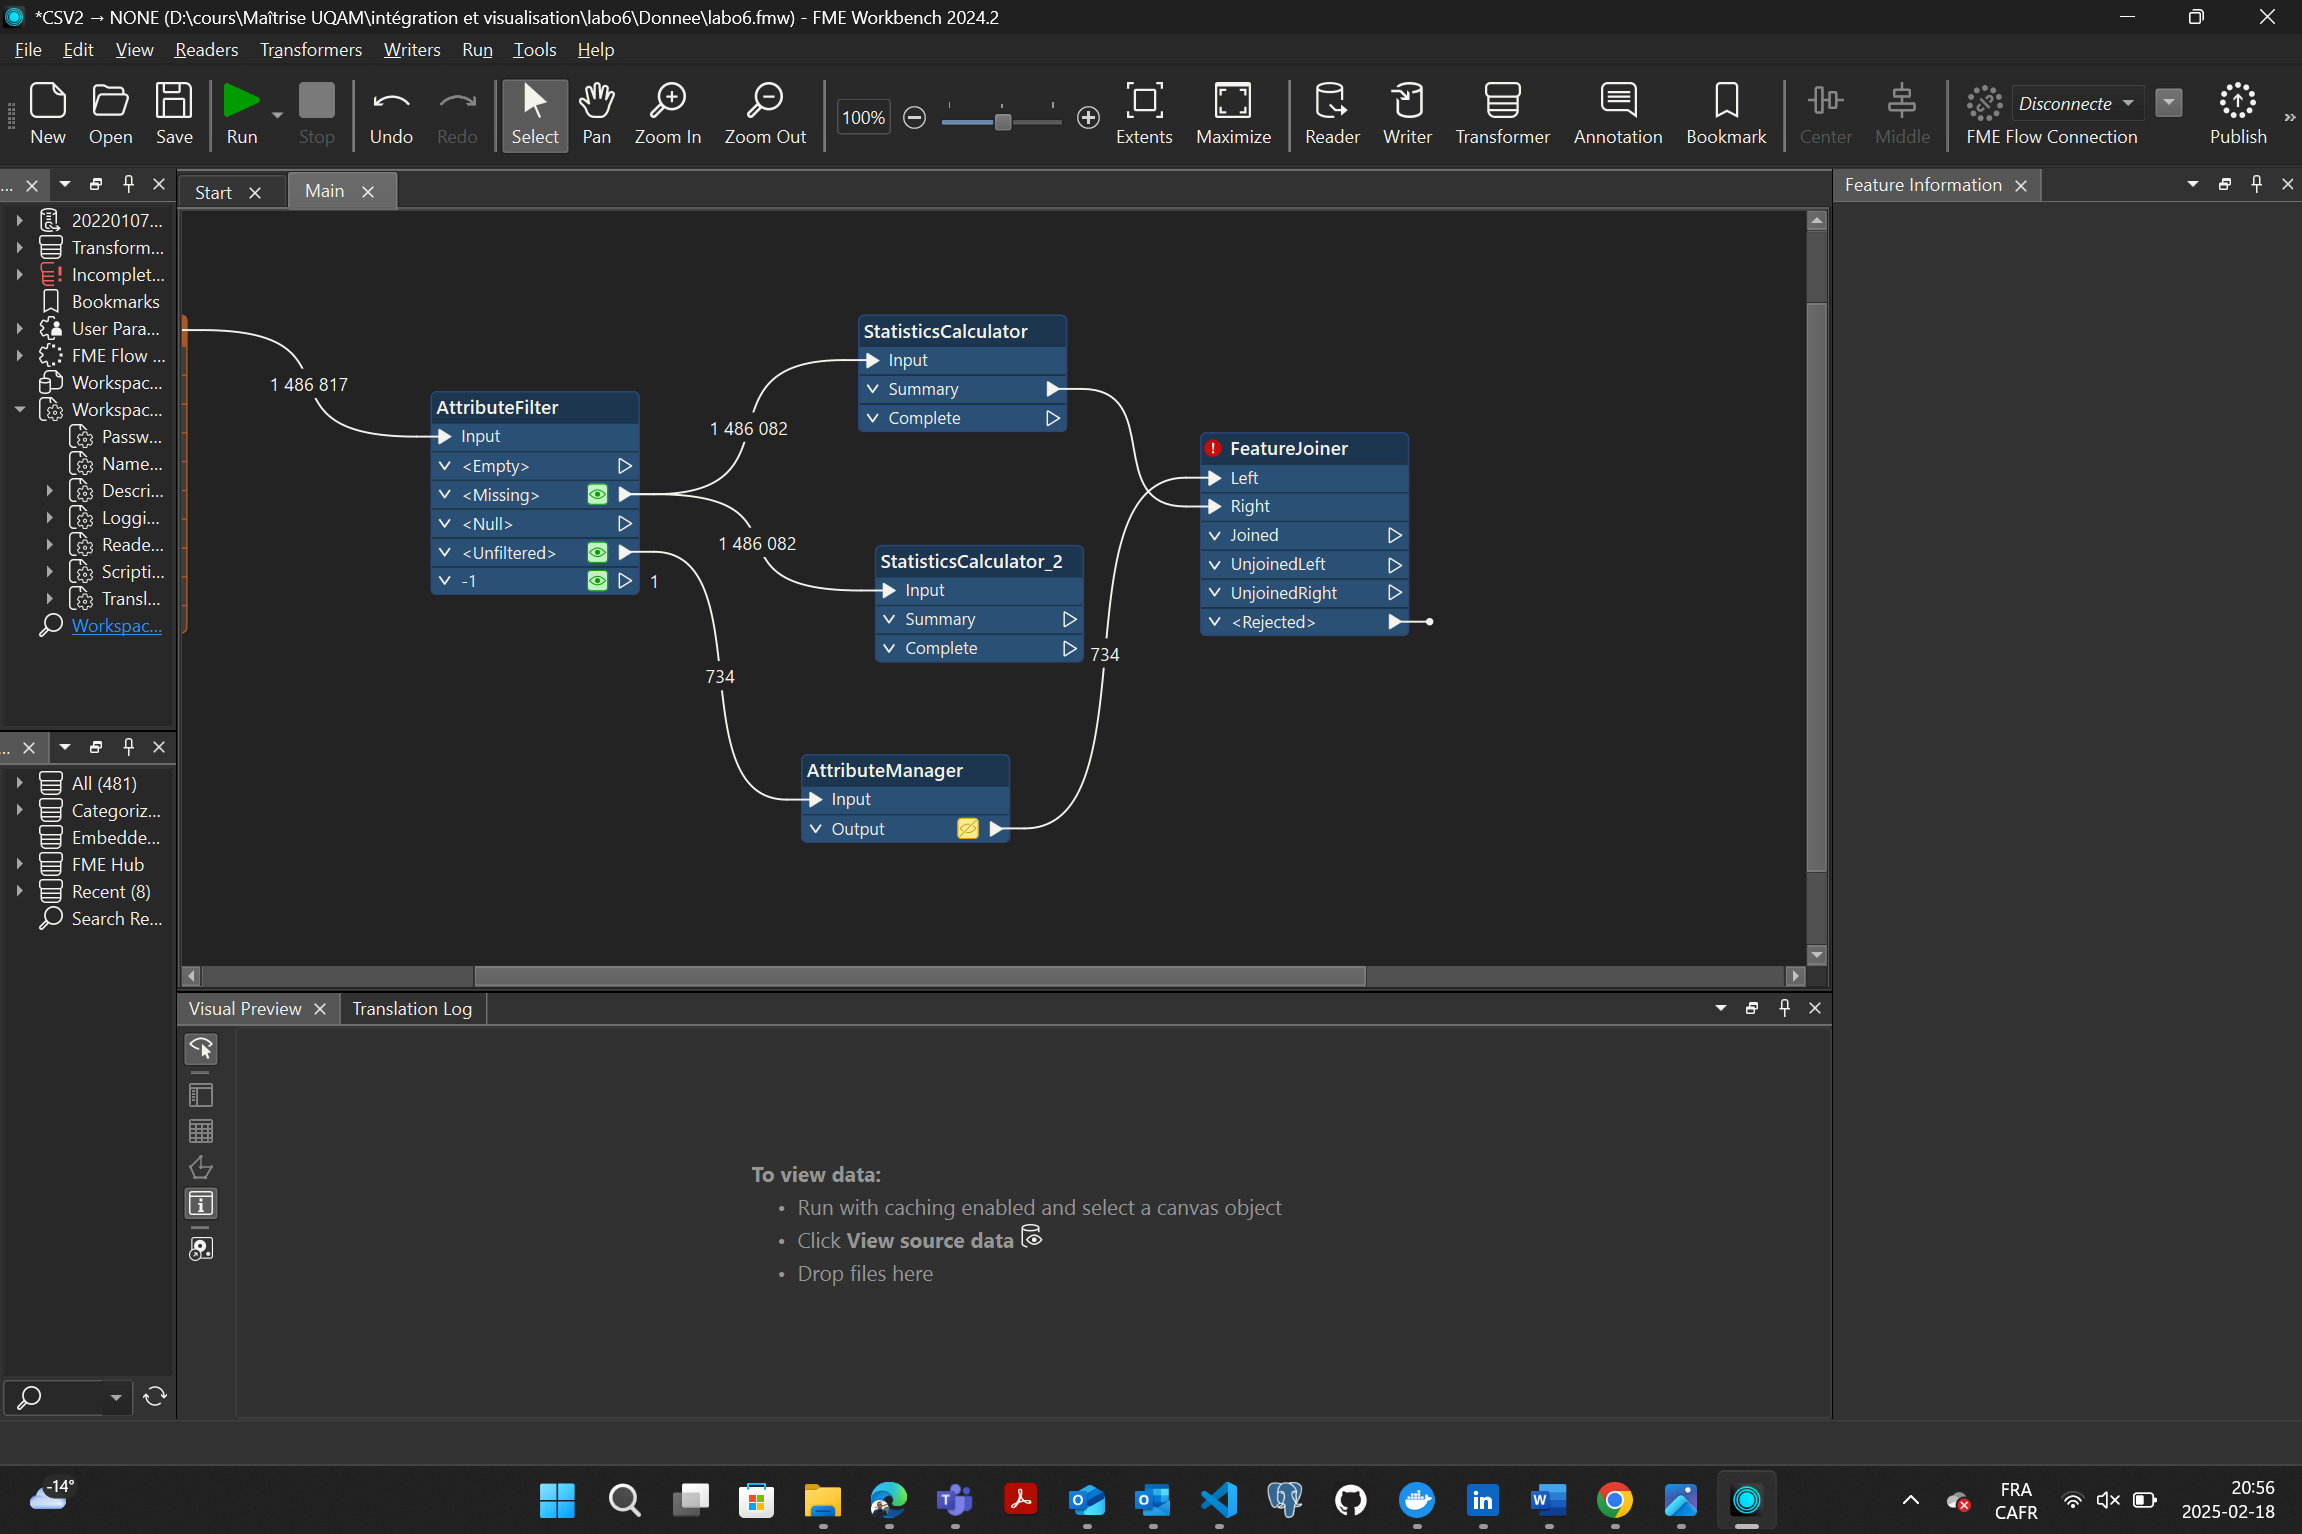 *CSV2 → NONE (D:\cours\Maîtrise UQAM\intégration et visualisation\labo6\Donnee\labo6.fmw) - FME Workbench 2024.2
File Edit View Readers Transformers Writers Run Tools Help
New Open Save Run Stop Undo Redo Select Pan Zoom In Zoom Out 100% Extents Maximize Reader Writer Transformer Annotation Bookmark Center Middle Disconnecte FME Flow Connection Publish »
...
Start
Main
Feature Information
20220107...
Transform...
Incomplet...
Bookmarks
User Para...
FME Flow ...
Workspac...
Workspac...
Passw...
Name...
Descri...
Loggi...
Reade...
Scripti...
Transl...
Workspac...
...
All (481)
Categoriz...
Embedde...
FME Hub
Recent (8)
Search Re...
1 486 817
AttributeFilter
Input
<Empty>
<Missing>
<Null>
<Unfiltered>
-1
1
1 486 082
1 486 082
734
StatisticsCalculator
Input
Summary
Complete
StatisticsCalculator_2
Input
Summary
Complete
734
AttributeManager
Input
Output
FeatureJoiner
Left
Right
Joined
UnjoinedLeft
UnjoinedRight
<Rejected>
Visual Preview
Translation Log
To view data:
• Run with caching enabled and select a canvas object
• Click View source data
• Drop files here
-14°
FRA
CAFR
20:56
2025-02-18